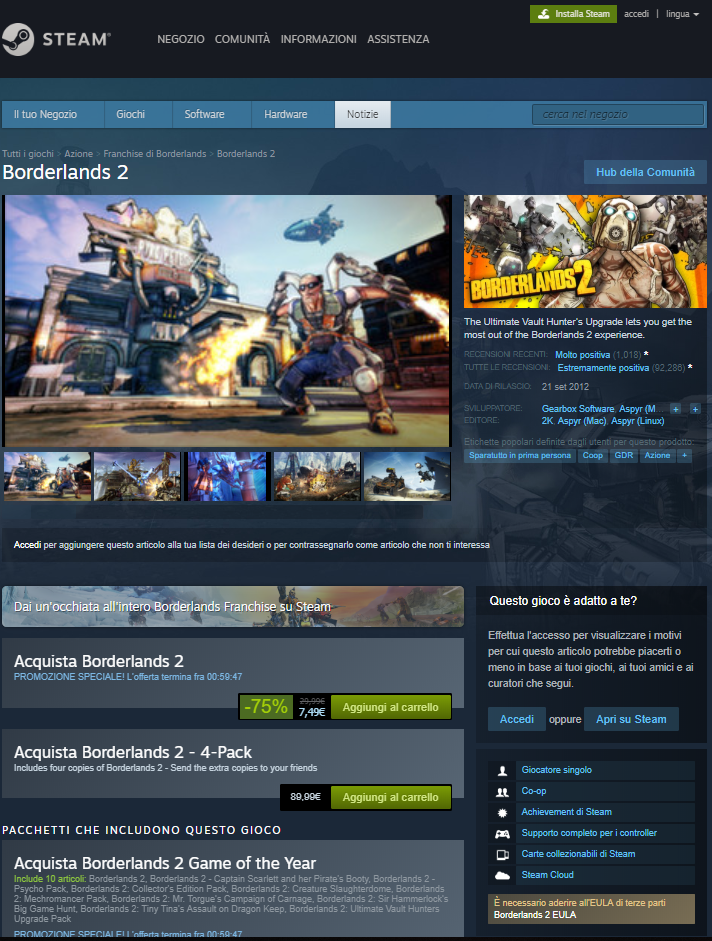 Installa Steam accedi | lingua
STEAM®
NEGOZIO COMUNITÀ INFORMAZIONI ASSISTENZA
Il tuo Negozio Giochi Software Hardware Notizie cerca nel negozio
Tutti i giochi > Azione > Franchise di Borderlands > Borderlands 2
Borderlands 2
Hub della Comunità
BORDERLANDS 2
The Ultimate Vault Hunter's Upgrade lets you get the
most out of the Borderlands 2 experience.
RECENSIONI RECENTI: Molto positiva (1,018) *
TUTTE LE RECENSIONI: Estremamente positiva (92,286) *
DATA DI RILASCIO: 21 set 2012
SVILUPPATORE: Gearbox Software, Aspyr (M +
EDITORE: 2K, Aspyr (Mac), Aspyr (Linux) +
Etichette popolari definite dagli utenti per questo prodotto:
Sparatutto in prima persona Coop GDR Azione +
Accedi per aggiungere questo articolo alla tua lista dei desideri o per contrassegnarlo come articolo che non ti interessa
Dai un'occhiata all'intero Borderlands Franchise su Steam
Acquista Borderlands 2
PROMOZIONE SPECIALE! L'offerta termina fra 00:59:47
-75% 29,99€ 7,49€ Aggiungi al carrello
Acquista Borderlands 2 - 4-Pack
Includes four copies of Borderlands 2 - Send the extra copies to your friends
89,99€ Aggiungi al carrello
PACCHETTI CHE INCLUDONO QUESTO GIOCO
Acquista Borderlands 2 Game of the Year
Include 10 articoli: Borderlands 2, Borderlands 2 - Captain Scarlett and her Pirate's Booty, Borderlands 2 -
Psycho Pack, Borderlands 2: Collector's Edition Pack, Borderlands 2: Creature Slaughterdome, Borderlands
2: Mechromancer Pack, Borderlands 2: Mr. Torgue's Campaign of Carnage, Borderlands 2: Sir Hammerlock's
Big Game Hunt, Borderlands 2: Tiny Tina's Assault on Dragon Keep, Borderlands 2: Ultimate Vault Hunters
Upgrade Pack
PROMOZIONE SPECIALE! L'offerta termina fra 00:59:47
Questo gioco è adatto a te?
Effettua l'accesso per visualizzare i motivi
per cui questo articolo potrebbe piacerti o
meno in base ai tuoi giochi, ai tuoi amici e ai
curatori che segui.
Accedi oppure Apri su Steam
Giocatore singolo
Co-op
Achievement di Steam
Supporto completo per i controller
Carte collezionabili di Steam
Steam Cloud
È necessario aderire all'EULA di terze parti
Borderlands 2 EULA